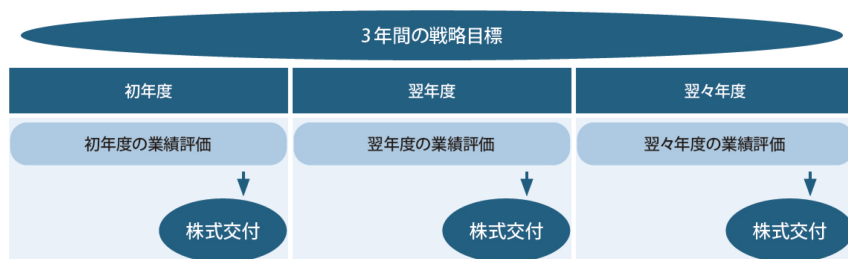 3年間の戦略目標
初年度
翌年度
翌々年度
初年度の業績評価
翌年度の業績評価
翌々年度の業績評価
株式交付
株式交付
株式交付